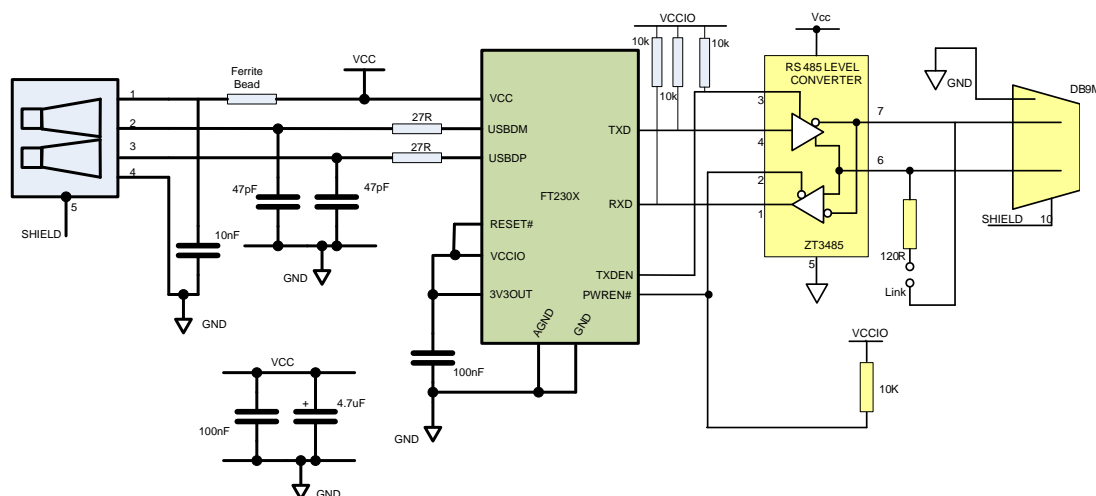 VCCIO
Vcc
10k
10k
10k
RS 485 LEVEL
CONVERTER
GND
DB9M
VCC
Ferrite
Bead
1
VCC
3
7
2
27R
USBDM
TXD
4
3
27R
USBDP
6
4
2
47pF
47pF
FT230X
RXD
1
5
SHIELD
RESET#
ZT3485
SHIELD
10
10nF
VCCIO
120R
5
GND
TXDEN
Link
3V3OUT
PWREN#
GND
AGND
GND
VCCIO
VCC
100nF
10K
4.7uF
+
100nF
GND
GND